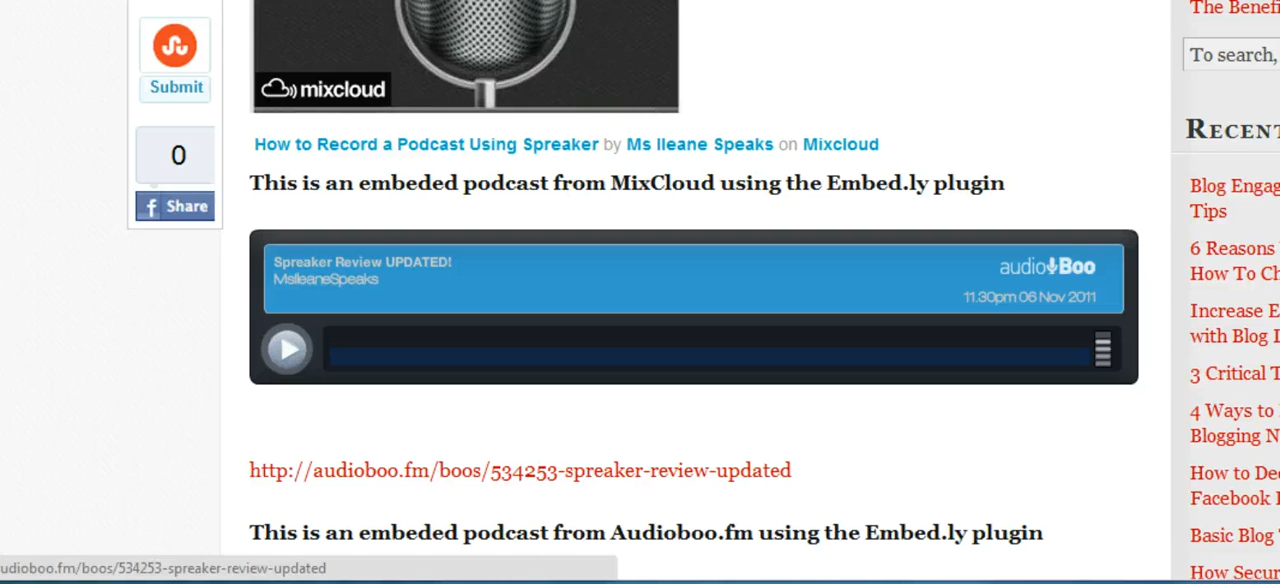 The Benefi
Submit
To search,
mixcloud
0
How to Record a Podcast Using Spreaker by Ms Ileane Speaks on Mixcloud
RECENT
This is an embeded podcast from MixCloud using the Embed.ly plugin
Share
Blog Engag
Tips
Spreaker Review UPDATED!
MsIleaneSpeaks
audioBoo
11.30pm 06 Nov 2011
6 Reasons
How To Ch
Increase E
with Blog
3 Critical T
4 Ways to
Blogging N
http://audioboo.fm/boos/534253-spreaker-review-updated
How to Dec
Facebook
This is an embeded podcast from Audioboo.fm using the Embed.ly plugin
Basic Blog
How Secur
udioboo.fm/boos/534253-spreaker-review-updated